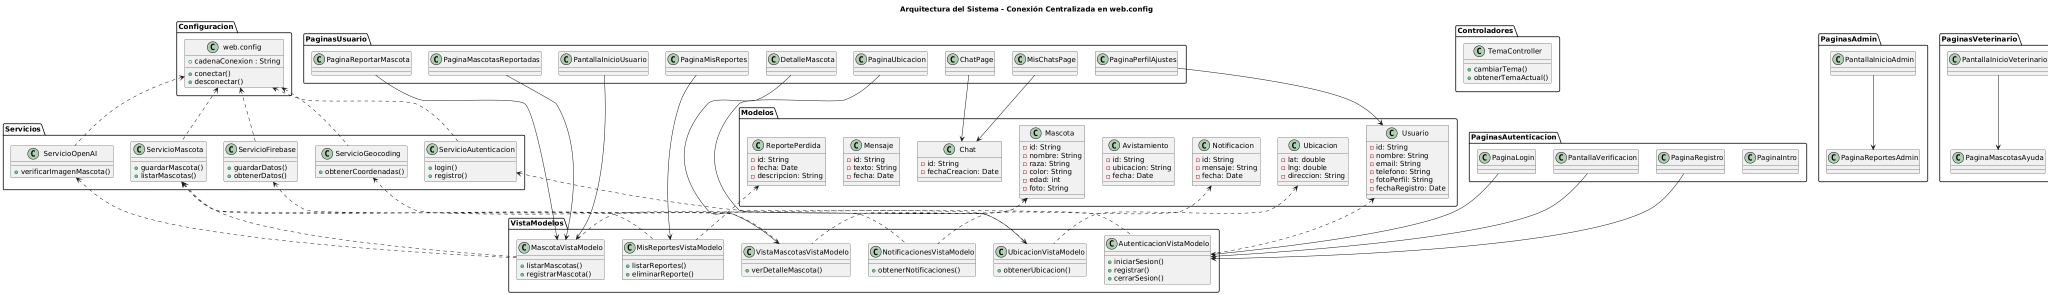 Arquitectura del Sistema - Conexión Centralizada en web.config
Configuracion
C web.config
cadenaConexion : String
conectar()
desconectar()
PaginasUsuario
C PaginaReportarMascota
C PaginaMascotasReportadas
C PantallaInicioUsuario
C PaginaMisReportes
C DetalleMascota
C PaginaUbicacion
C ChatPage
C MisChatsPage
C PaginaPerfilAjustes
Controladores
C TemaController
cambiarTema()
obtenerTemaActual()
PaginasAdmin
C PantallaInicioAdmin
C PaginaReportesAdmin
PaginasVeterinario
C PantallaInicioVeterinario
C PaginaMascotasAyuda
Servicios
C ServicioOpenAI
verificarImagenMascota()
C ServicioMascota
guardarMascota()
listarMascotas()
C ServicioFirebase
guardarDatos()
obtenerDatos()
C ServicioGeocoding
obtenerCoordenadas()
C ServicioAutenticacion
login()
registro()
Modelos
C ReportePerdida
id: String
fecha: Date
descripcion: String
C Mensaje
id: String
texto: String
fecha: Date
C Chat
id: String
fechaCreacion: Date
C Mascota
id: String
nombre: String
raza: String
color: String
edad: int
foto: String
C Avistamiento
id: String
ubicacion: String
fecha: Date
C Notificacion
id: String
mensaje: String
fecha: Date
C Ubicacion
lat: double
lng: double
direccion: String
C Usuario
id: String
nombre: String
email: String
telefono: String
fotoPerfil: String
fechaRegistro: Date
PaginasAutenticacion
C PaginaLogin
C PantallaVerificacion
C PaginaRegistro
C PaginaIntro
VistaModelos
C MascotaVistaModelo
listarMascotas()
registrarMascota()
C MisReportesVistaModelo
listarReportes()
eliminarReporte()
C VistaMascotasVistaModelo
verDetalleMascota()
C NotificacionesVistaModelo
obtenerNotificaciones()
C UbicacionVistaModelo
obtenerUbicacion()
C AutenticacionVistaModelo
iniciarSesion()
registrar()
cerrarSesion()